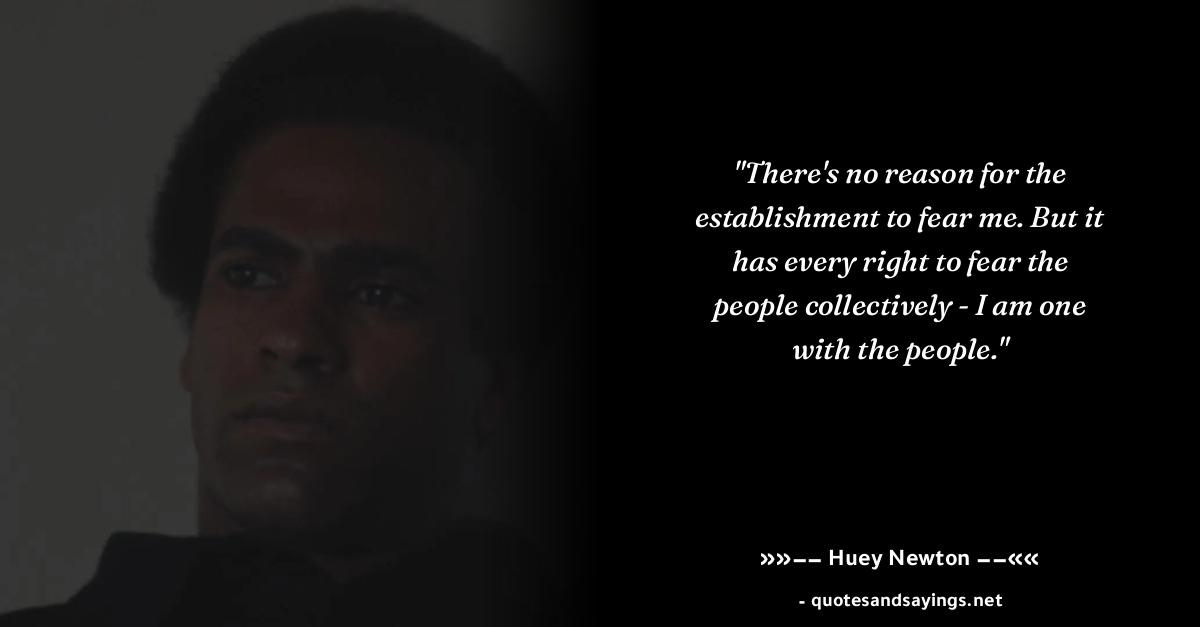 "There's no reason for the
establishment to fear me. But it
has every right to fear the
people collectively - I am one
with the people."
»»–– Huey Newton ––««
- quotesandsayings.net